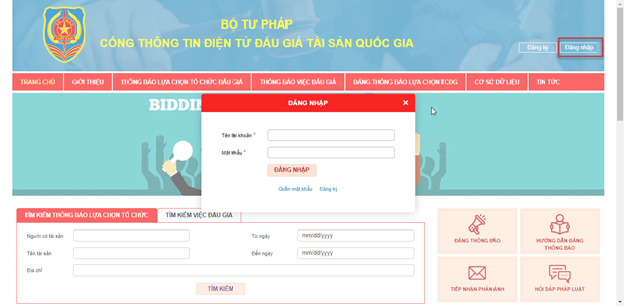 BỘ TƯ PHÁP
CỔNG THÔNG TIN ĐIỆN TỬ ĐẤU GIÁ TÀI SẢN QUỐC GIA
Đăng ký Đăng nhập
TRANG CHỦ GIỚI THIỆU THÔNG BÁO LỰA CHỌN TỔ CHỨC ĐẤU GIÁ THÔNG BÁO VIỆC ĐẤU GIÁ ĐĂNG THÔNG BÁO LỰA CHỌN TCĐG CƠ SỞ DỮ LIỆU TIN TỨC
BIDDI
ĐĂNG NHẬP ×
Tên tài khoản *
Mật khẩu *
ĐĂNG NHẬP
Quên mật khẩu Đăng ký
TÌM KIẾM THÔNG BÁO LỰA CHỌN TỔ CHỨC TÌM KIẾM VIỆC ĐẤU GIÁ
Người có tài sản Từ ngày mm/dd/yyyy
Tên tài sản Đến ngày mm/dd/yyyy
Địa chỉ
TÌM KIẾM
ĐĂNG THÔNG BÁO
HƯỚNG DẪN ĐĂNG THÔNG BÁO
TIẾP NHẬN PHẢN ÁNH
HỎI ĐÁP PHÁP LUẬT